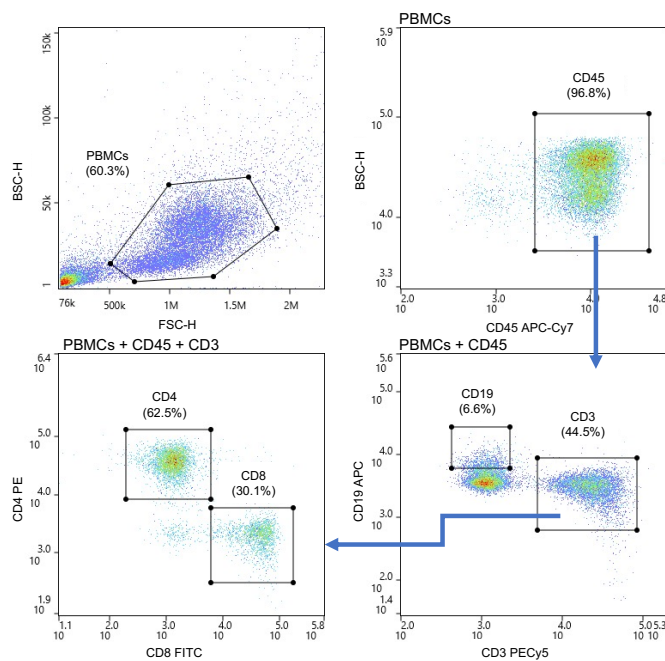 150k
100k
50k
1
BSC-H
PBMCs
(60.3%)
76k 500k 1M 1.5M 2M
FSC-H
PBMCs
5.9
10
5.0
10
4.0
10
3.3
10
BSC-H
CD45
(96.8%)
2.0 3.0 4.0 4.8
10 10 10 10
CD45 APC-Cy7
PBMCs + CD45 + CD3
6.4
10
5.0
10
4.0
10
3.0
10
1.9
10
CD4 PE
CD4
(62.5%)
CD8
(30.1%)
1.1 2.0 3.0 4.0 5.0 5.8
10 10 10 10 10 10
CD8 FITC
PBMCs + CD45
5.6
10
5.0
10
4.0
10
3.0
10
2.0
10
1.4
10
CD19 APC
CD19
(6.6%)
CD3
(44.5%)
2.0 3.0 4.0 5.0 5.3
10 10 10 10 10
CD3 PECy5